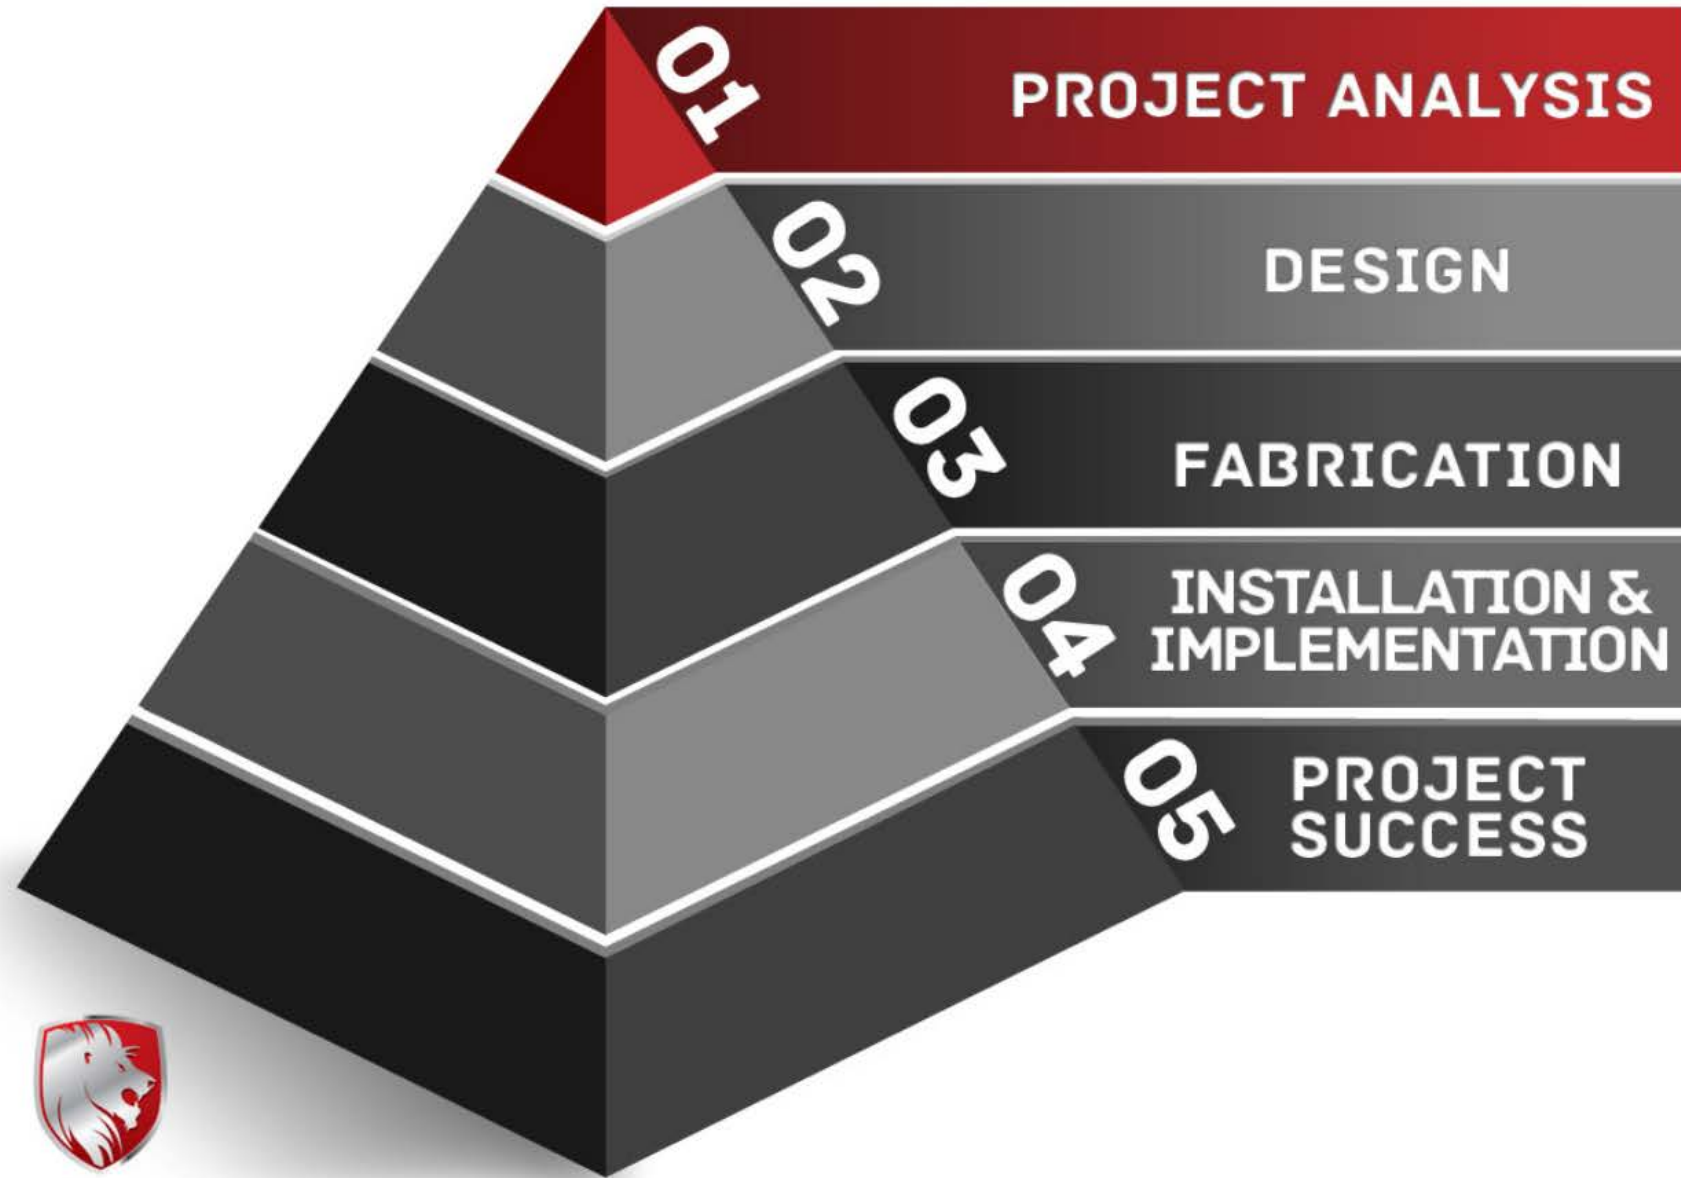 01
PROJECT ANALYSIS
02
DESIGN
03
FABRICATION
04
INSTALLATION &
IMPLEMENTATION
05
PROJECT
SUCCESS